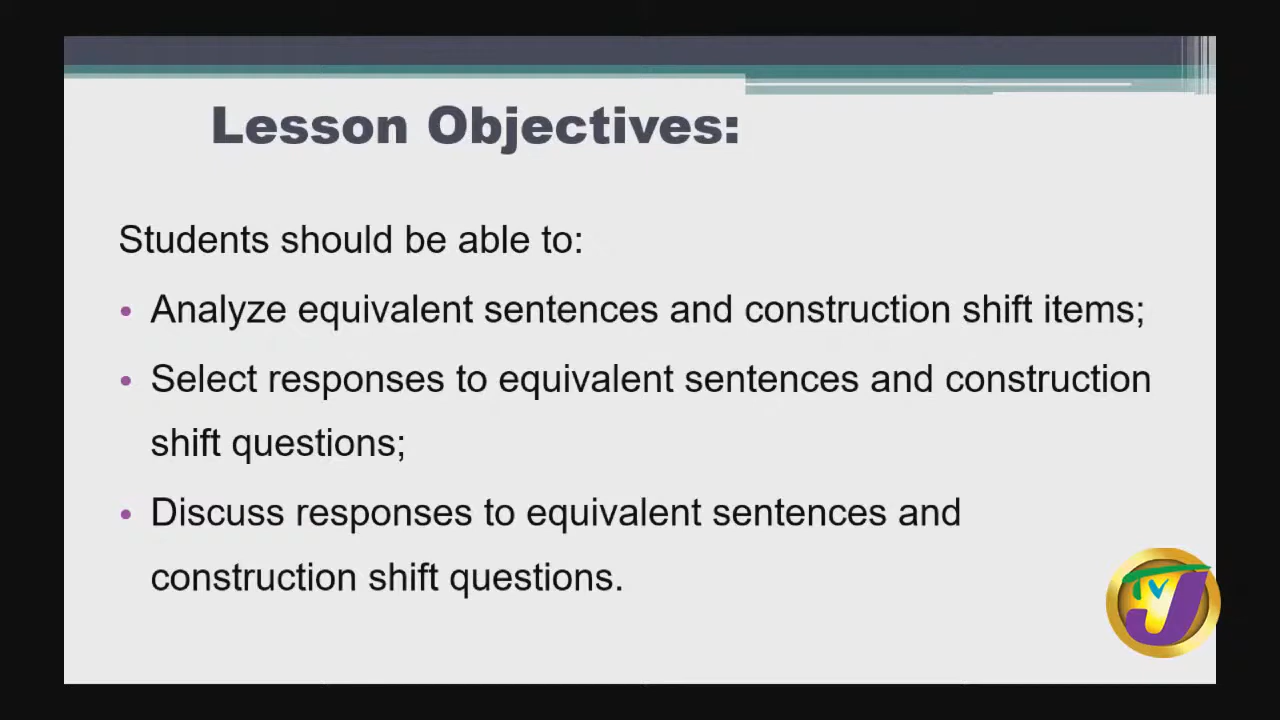 Lesson Objectives:
Students should be able to:
• Analyze equivalent sentences and construction shift items;
• Select responses to equivalent sentences and construction
shift questions;
• Discuss responses to equivalent sentences and
construction shift questions.
TVJ